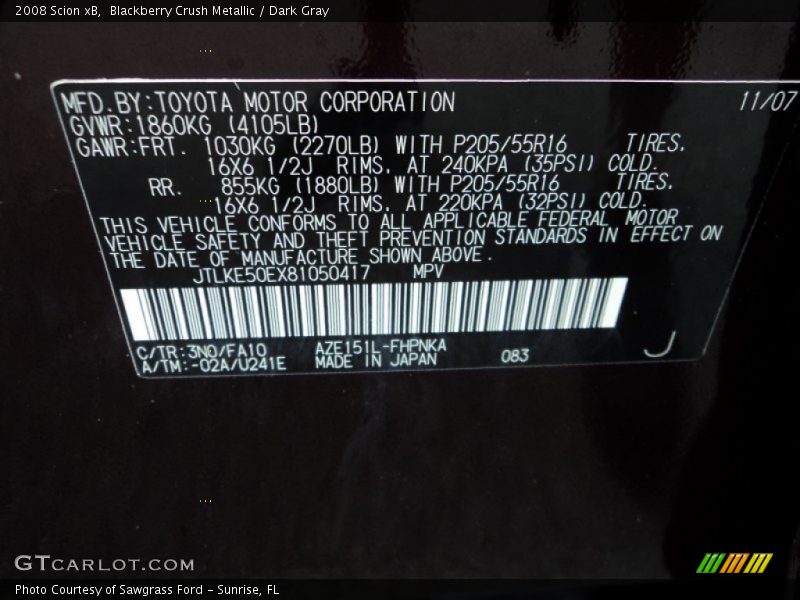 2008 Scion xB,  Blackberry Crush Metallic / Dark Gray
MFD.BY:TOYOTA MOTOR CORPORATION 11/07
GVWR:1860KG (4105LB)
GAWR:FRT. 1030KG (2270LB) WITH P205/55R16 TIRES.
16X6 1/2J RIMS. AT 240KPA (35PSI) COLD.
RR. 855KG (1880LB) WITH P205/55R16 TIRES.
16X6 1/2J RIMS. AT 220KPA (32PSI) COLD.
THIS VEHICLE CONFORMS TO ALL APPLICABLE FEDERAL MOTOR
VEHICLE SAFETY AND THEFT PREVENTION STANDARDS IN EFFECT ON
THE DATE OF MANUFACTURE SHOWN ABOVE.
JTLKE50EX81050417 MPV
C/TR:3N0/FA10 AZE151L-FHPNKA
A/TM:-02A/U241E MADE IN JAPAN 083 J
GTCARLOT.COM
Photo Courtesy of Sawgrass Ford - Sunrise, FL